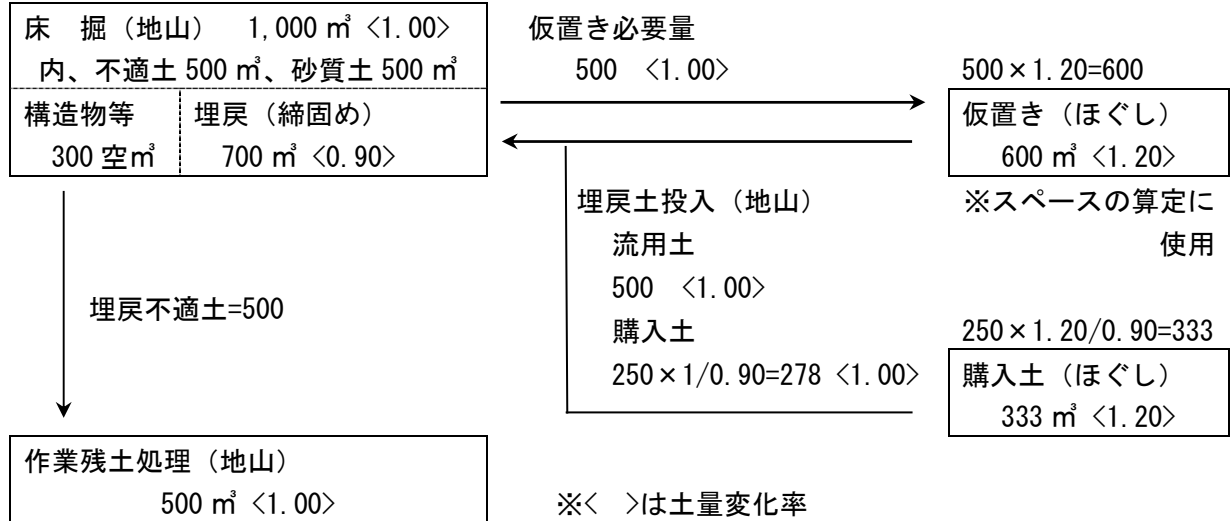 床　掘（地山）　1,000 ㎥ <1.00>
内、不適土 500 ㎥、砂質土 500 ㎥
構造物等
300 空㎥
埋戻（締固め）
700 ㎥ <0.90>
仮置き必要量
500　<1.00>
500×1.20=600
仮置き（ほぐし）
600 ㎥ <1.20>
※スペースの算定に
使用
埋戻土投入（地山）
流用土
500　<1.00>
購入土
250×1/0.90=278 <1.00>
250×1.20/0.90=333
購入土（ほぐし）
333 ㎥ <1.20>
埋戻不適土=500
作業残土処理（地山）
500 ㎥ <1.00>
※<　>は土量変化率